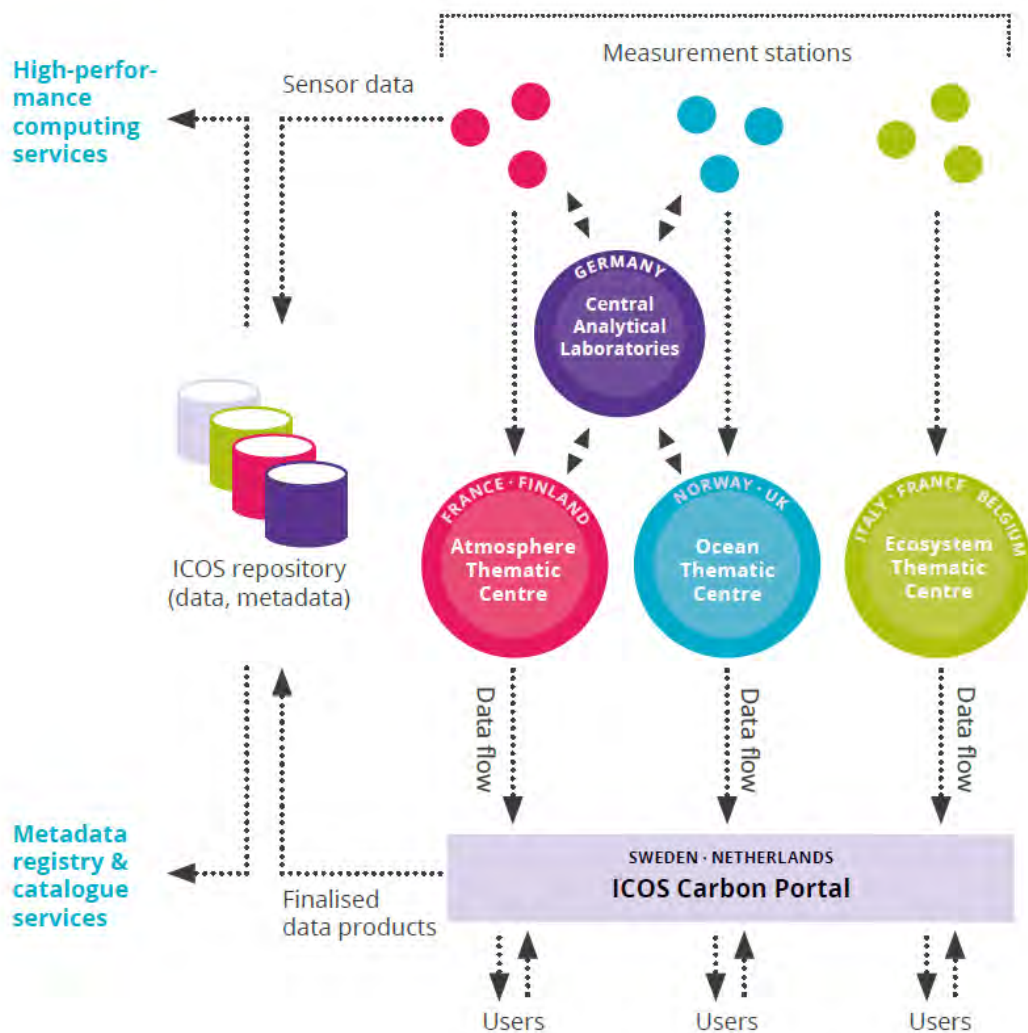 Measurement stations
High-perfor-
mance
computing
services
Sensor data
GERMANY
Central
Analytical
Laboratories
FRANCE · FINLAND
Atmosphere
Thematic
Centre
NORWAY · UK
Ocean
Thematic
Centre
ITALY · FRANCE BELGIUM
Ecosystem
Thematic
Centre
ICOS repository
(data, metadata)
Data flow
Data flow
Data flow
Metadata
registry &
catalogue
services
Finalised
data products
SWEDEN · NETHERLANDS
ICOS Carbon Portal
Users
Users
Users